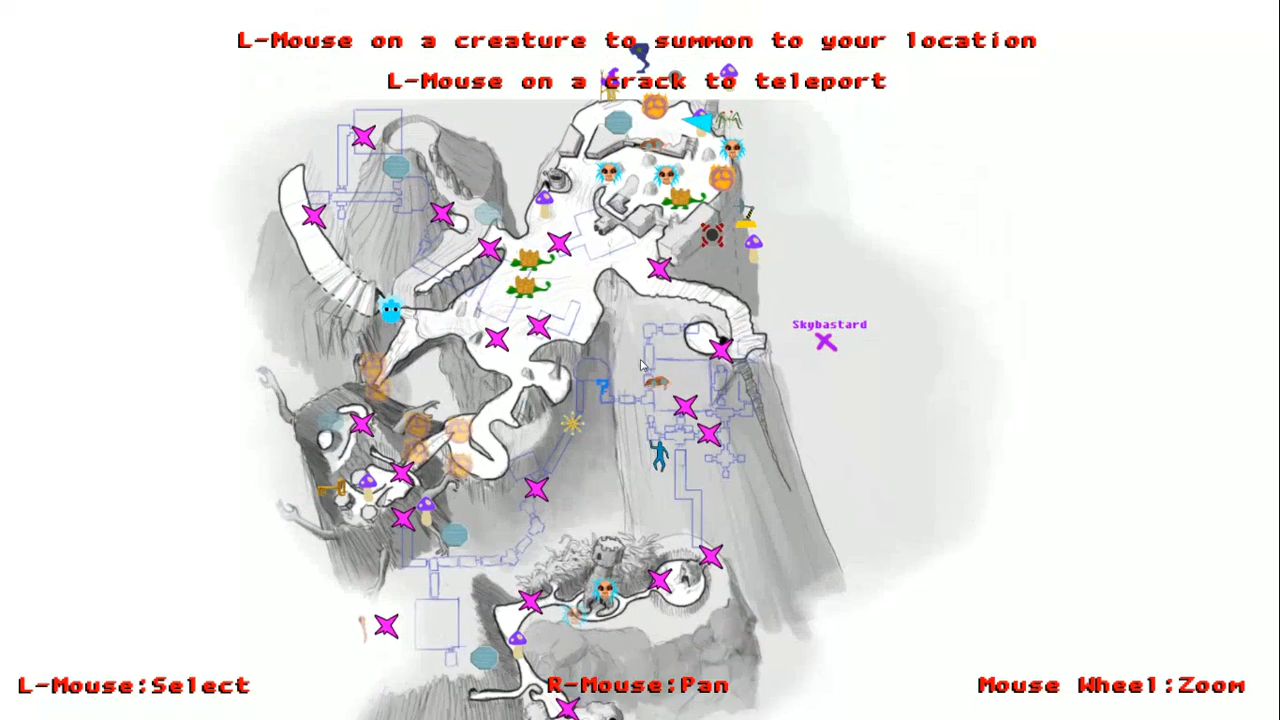 L-Mouse on a creature to summon to your location
L-Mouse on a crack to teleport
Skybastard
L-Mouse:Select
R-Mouse:Pan
Mouse Wheel:Zoom